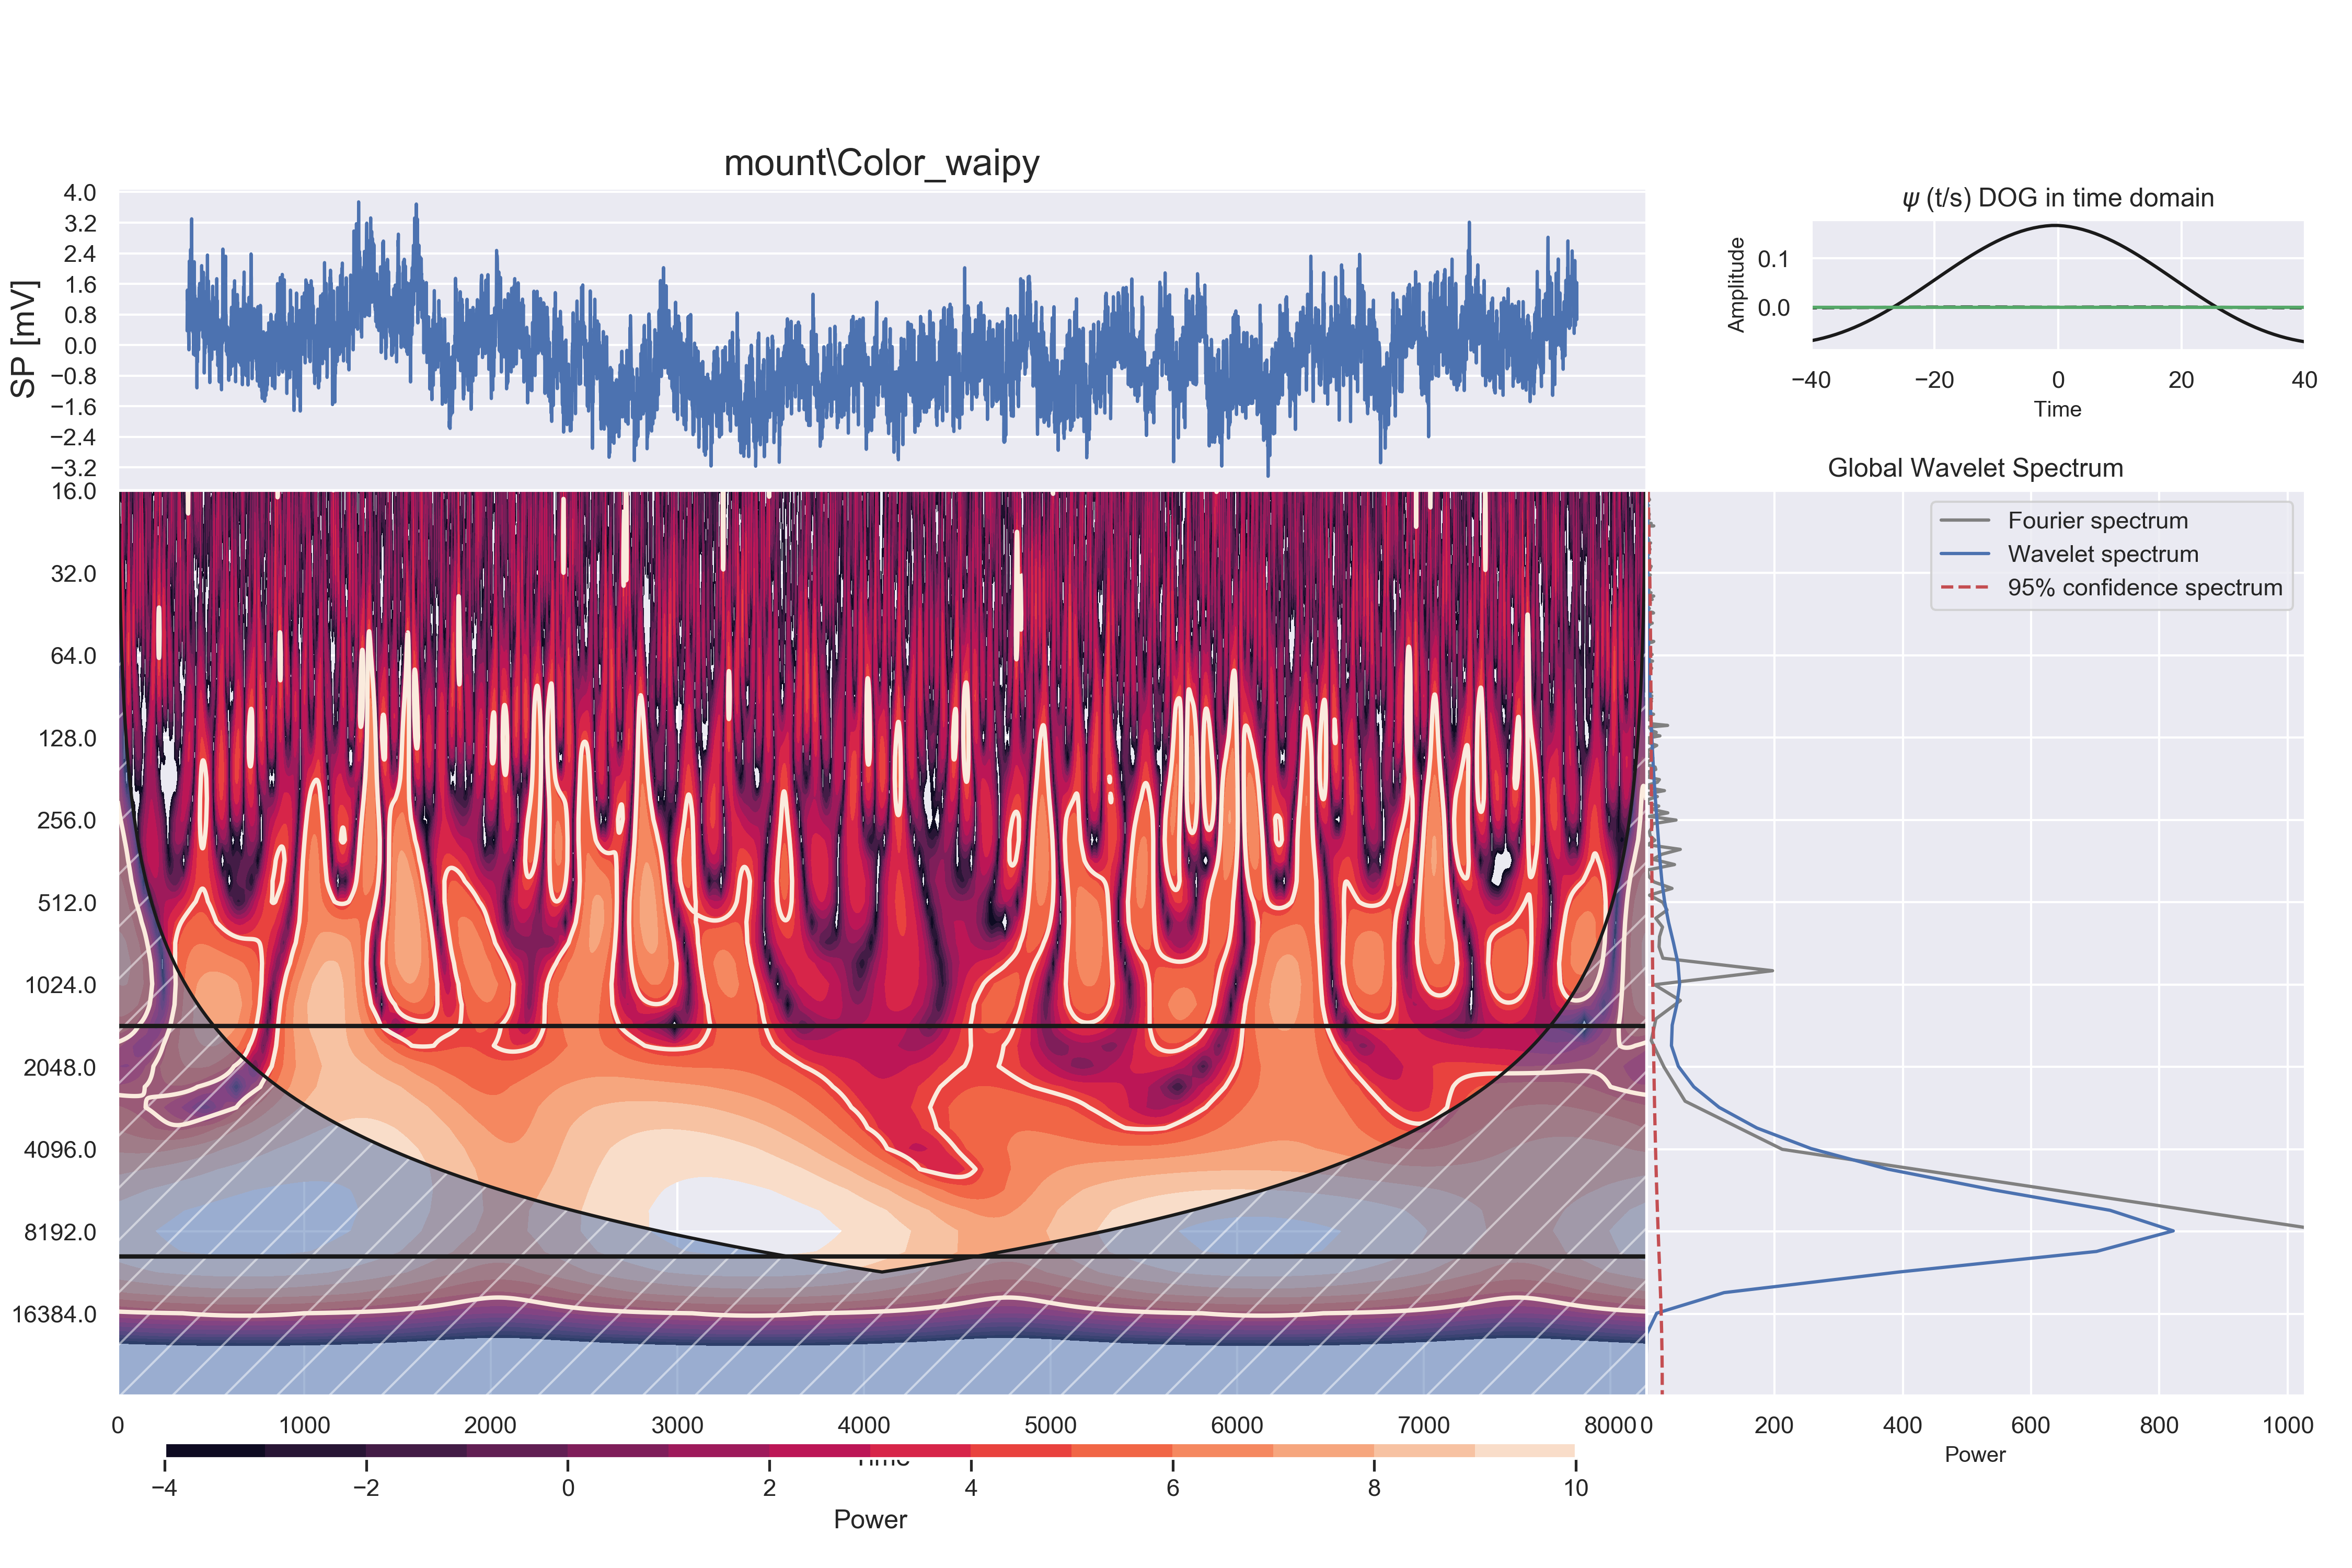 mount\Color_waipy
SP [mV]
4.0
3.2
2.4
1.6
0.8
0.0
−0.8
−1.6
−2.4
−3.2
ψ (t/s) DOG in time domain
Amplitude
0.1
0.0
−40 −20 0 20 40
Time
Global Wavelet Spectrum
Fourier spectrum
Wavelet spectrum
95% confidence spectrum
16.0
32.0
64.0
128.0
256.0
512.0
1024.0
2048.0
4096.0
8192.0
16384.0
0 1000 2000 3000 4000 5000 6000 7000 8000
0 200 400 600 800 1000
Power
Time
−4 −2 0 2 4 6 8 10
Power